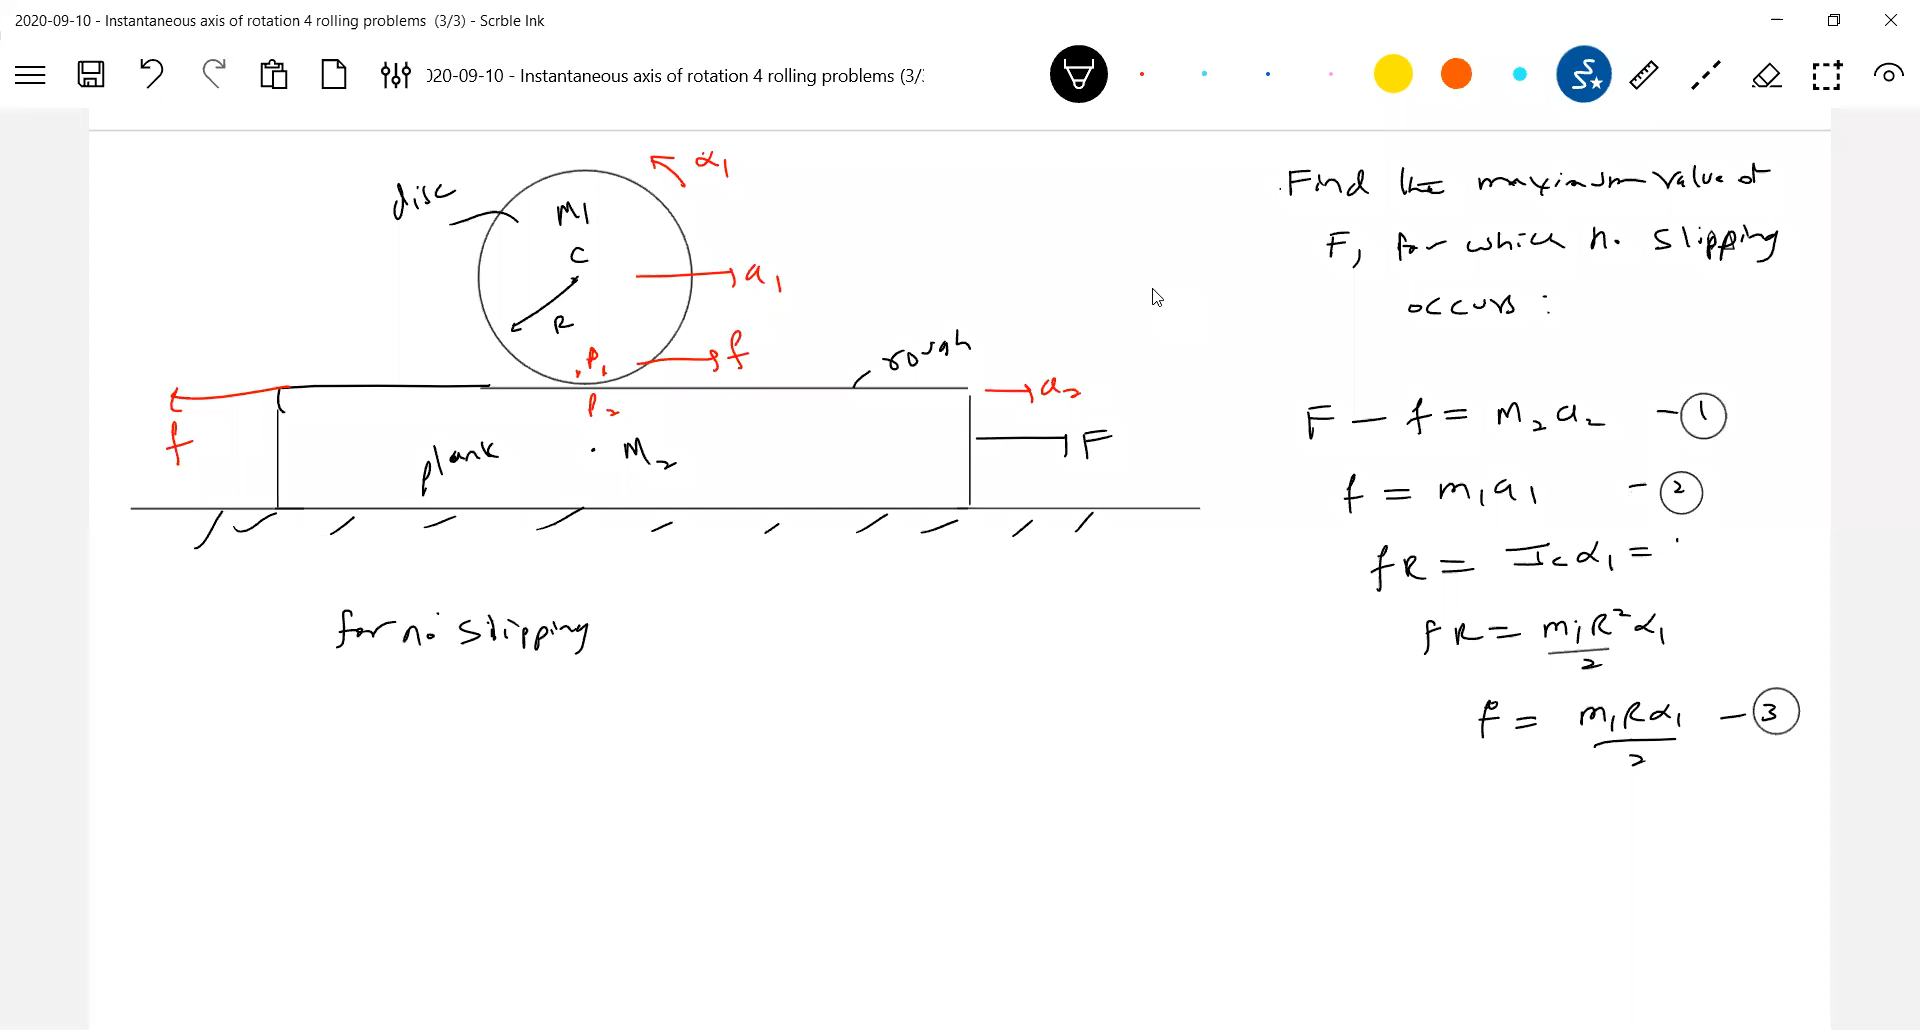 2020-09-10 - Instantaneous axis of rotation 4 rolling problems (3/3) - Scrble Ink
020-09-10 - Instantaneous axis of rotation 4 rolling problems (3/3
α₁
disc
M₁
C
a₁
R
f
P₁
rough
a₂
P₂
f
F
plank
M₂
for no slipping
Find the maximum value of
F, for which no slipping
occurs :
F - f = m₂a₂ - ①
f = m₁a₁ - ②
fR = I꜀α₁ =
fR = m₁R²α₁/2
f = m₁Rα₁/2 - ③